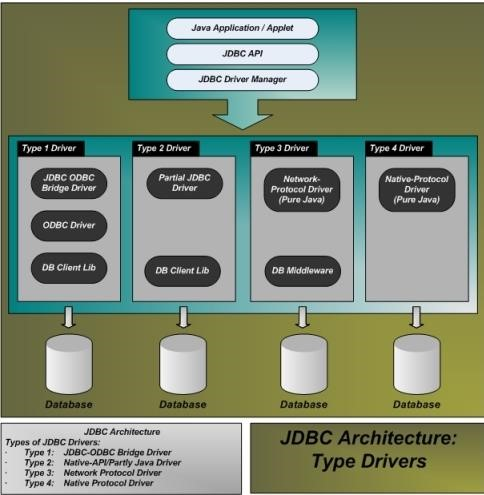 Java Application / Applet
JDBC API
JDBC Driver Manager
Type 1 Driver
JDBC ODBC
Bridge Driver
ODBC Driver
DB Client Lib
Type 2 Driver
Partial JDBC
Driver
DB Client Lib
Type 3 Driver
Network-
Protocol Driver
(Pure Java)
DB Middleware
Type 4 Driver
Native-Protocol
Driver
(Pure Java)
Database
Database
Database
Database
JDBC Architecture
Types of JDBC Drivers:
· Type 1: JDBC-ODBC Bridge Driver
· Type 2: Native-API/Partly Java Driver
· Type 3: Network Protocol Driver
· Type 4: Native Protocol Driver
JDBC Architecture:
Type Drivers